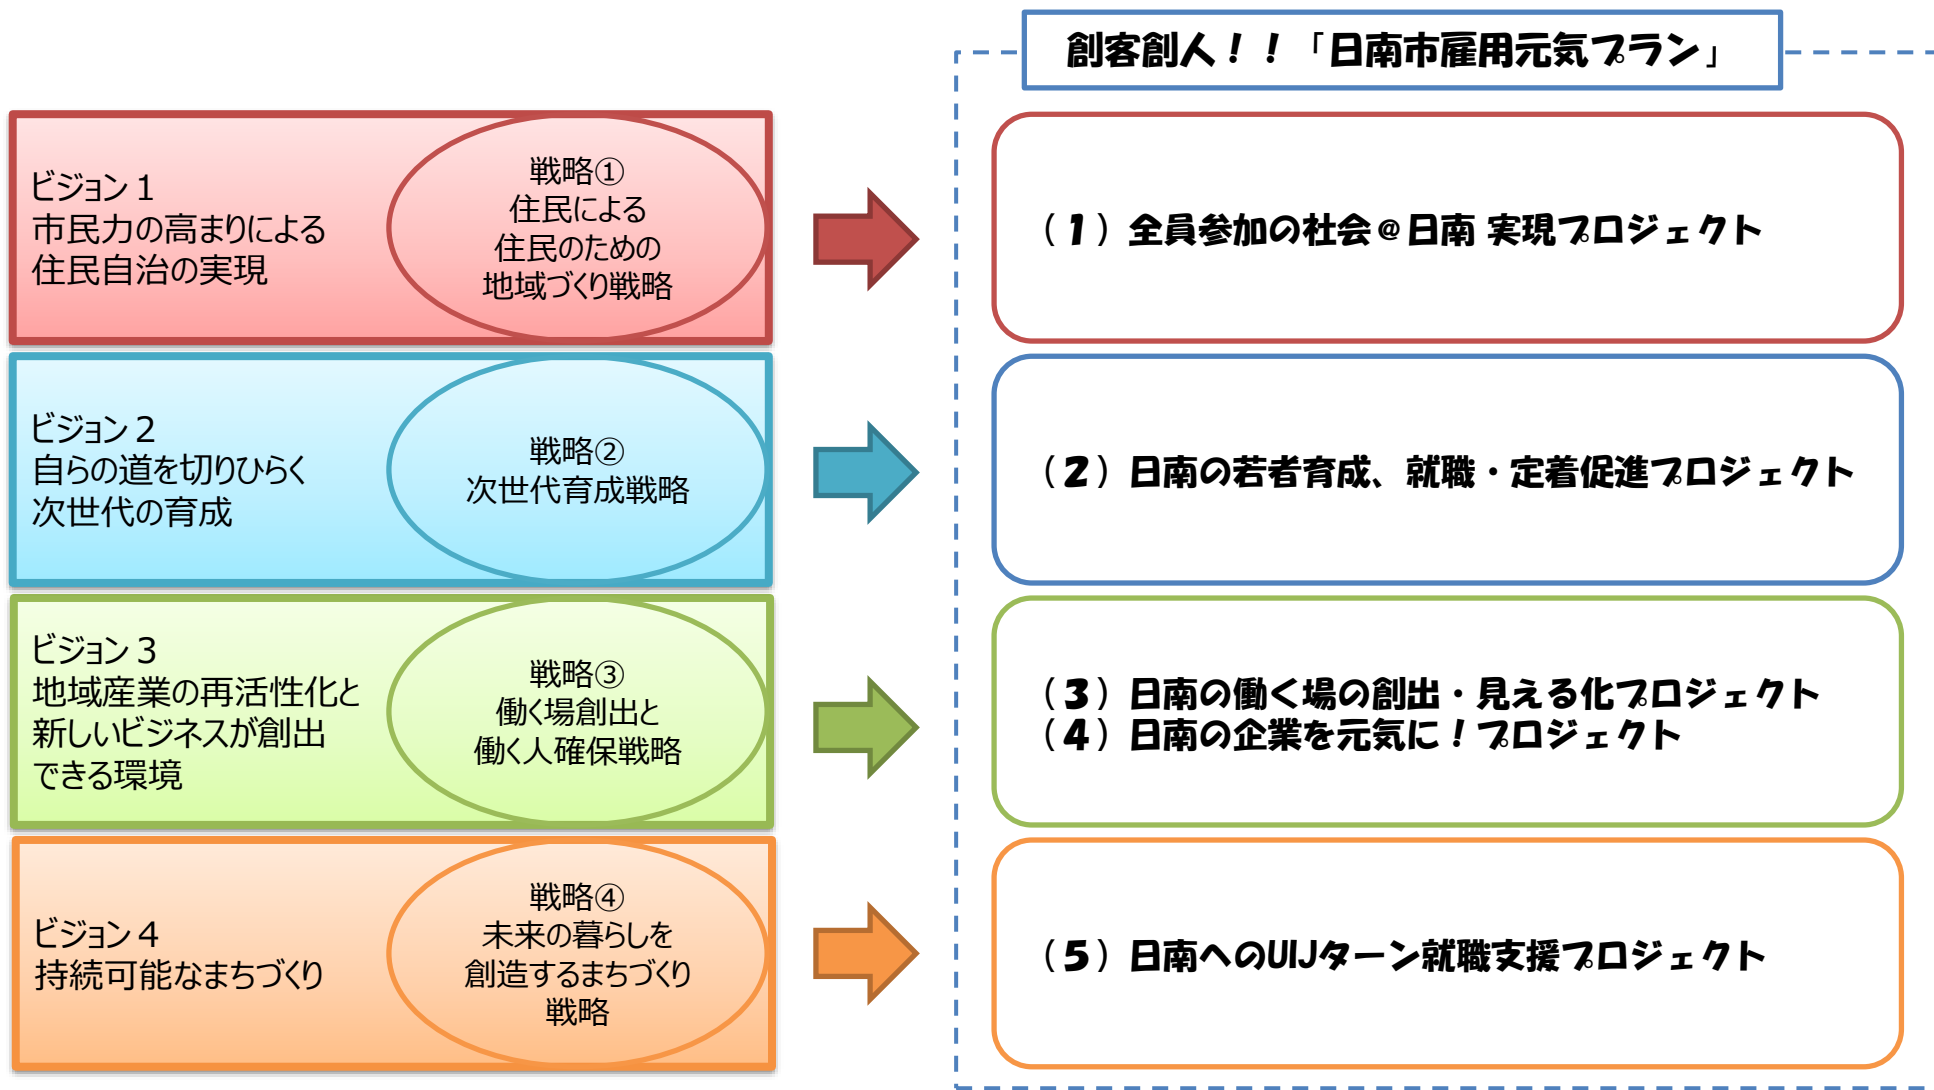 創客創人！！「日南市雇用元気プラン」
ビジョン１
市民力の高まりによる
住民自治の実現
戦略①
住民による
住民のための
地域づくり戦略
（１）全員参加の社会＠日南 実現プロジェクト
ビジョン２
自らの道を切りひらく
次世代の育成
戦略②
次世代育成戦略
（２）日南の若者育成、就職・定着促進プロジェクト
ビジョン３
地域産業の再活性化と
新しいビジネスが創出
できる環境
戦略③
働く場創出と
働く人確保戦略
（３）日南の働く場の創出・見える化プロジェクト
（４）日南の企業を元気に！プロジェクト
ビジョン４
持続可能なまちづくり
戦略④
未来の暮らしを
創造するまちづくり
戦略
（５）日南へのUIJターン就職支援プロジェクト